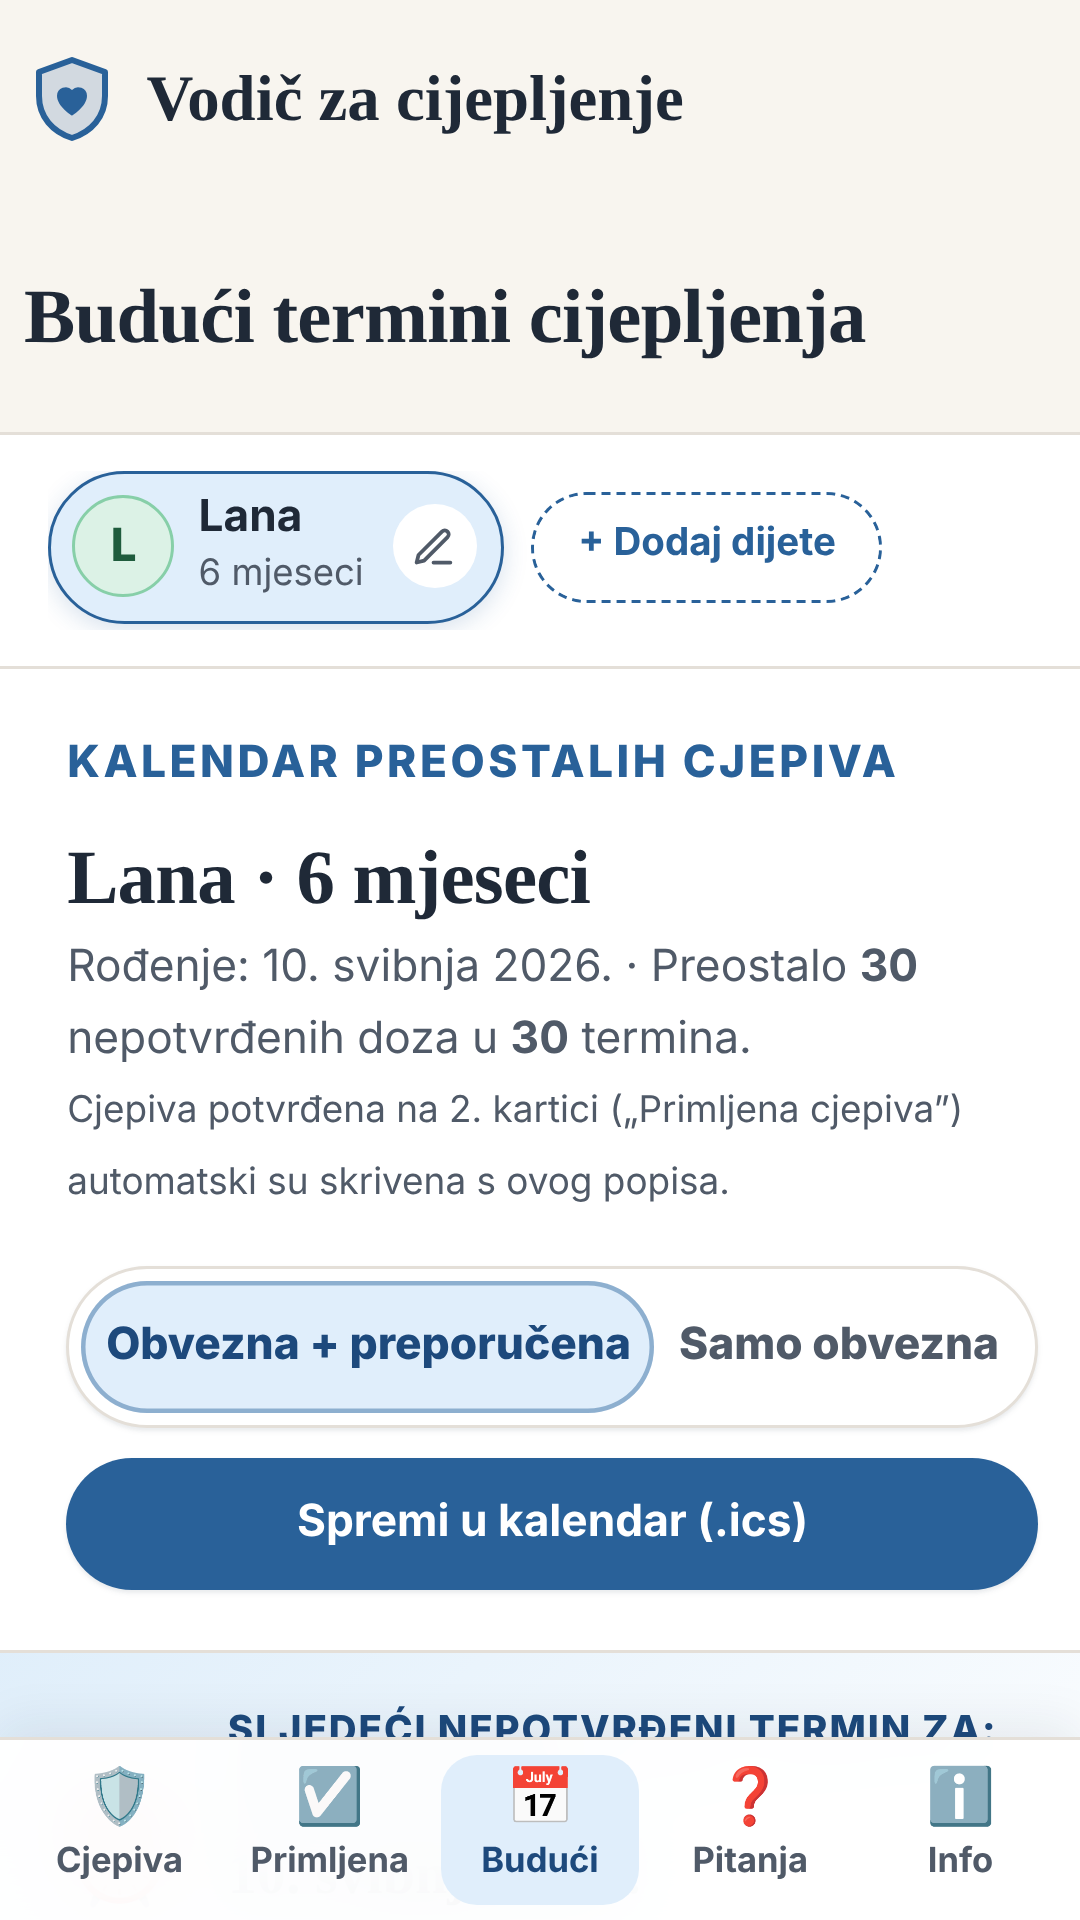 Vodič za cijepljenje
Budući termini cijepljenja
L
Lana
6 mjeseci
+ Dodaj dijete
KALENDAR PREOSTALIH CJEPIVA
Lana · 6 mjeseci
Rođenje: 10. svibnja 2026. · Preostalo 30
nepotvrđenih doza u 30 termina.
Cjepiva potvrđena na 2. kartici („Primljena cjepiva”)
automatski su skrivena s ovog popisa.
Obvezna + preporučena
Samo obvezna
Spremi u kalendar (.ics)
SLJEDEĆI NEPOTVRĐENI TERMIN ZA:
July
17
Cjepiva
Primljena
Budući
Pitanja
Info